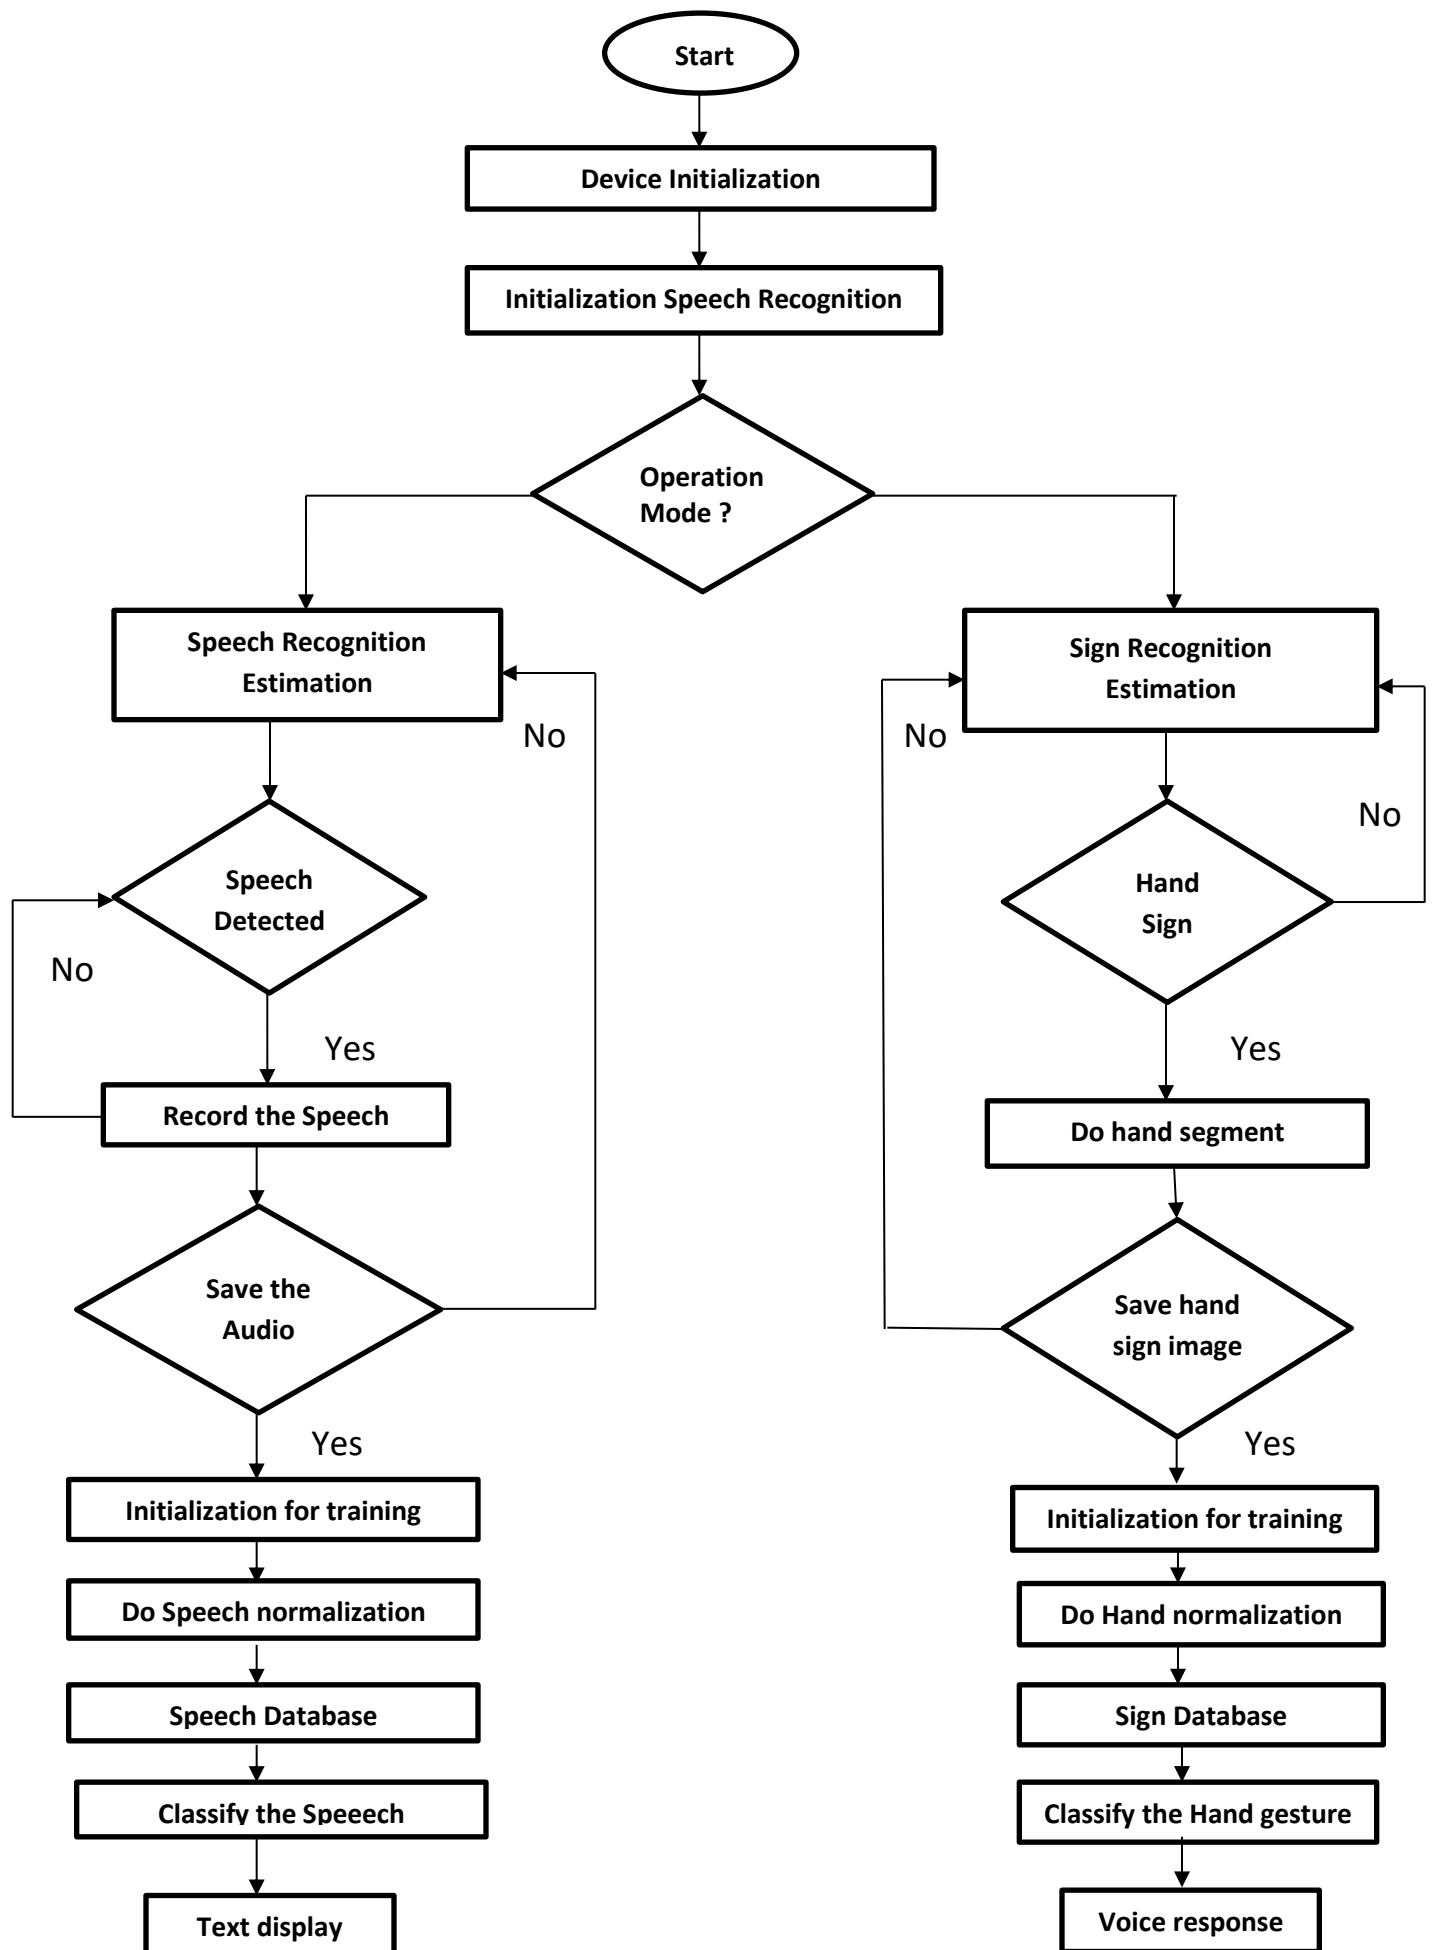 Start
Device Initialization
Initialization Speech Recognition
Operation
Mode ?
Speech Recognition
Estimation
No
Speech
Detected
No
Yes
Record the Speech
Save the
Audio
Yes
Initialization for training
Do Speech normalization
Speech Database
Classify the Speeech
Text display
Sign Recognition
Estimation
No
No
Hand
Sign
Yes
Do hand segment
Save hand
sign image
Yes
Initialization for training
Do Hand normalization
Sign Database
Classify the Hand gesture
Voice response